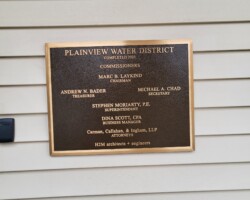 PLAINVIEW WATER DISTRICT
COMMISSIONERS
MARC B. LAYKIND
CHAIRMAN
ANDREW N. BADER
TREASURER
MICHAEL A. CHAD
SECRETARY
STEPHEN MORIARTY, P.E.
SUPERINTENDENT
DINA SCOTT, CPA
BUSINESS MANAGER
Carman, Callahan, & Ingham, LLP
ATTORNEYS
H2M architects + engineers